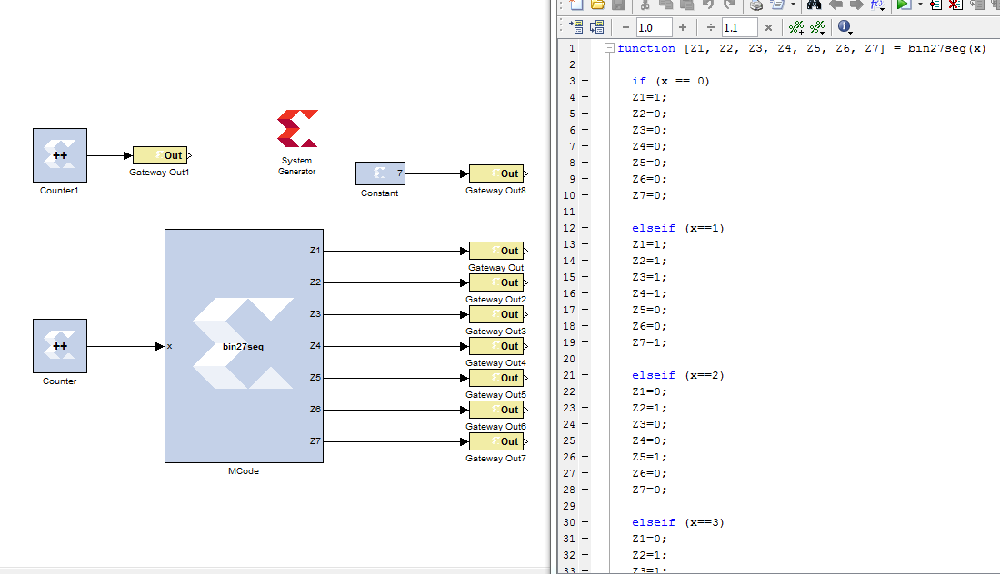 ++
Counter1
Out
Gateway Out1
System
Generator
7
Constant
Out
Gateway Out8
x
bin27seg
MCode
Z1
Z2
Z3
Z4
Z5
Z6
Z7
Out
Gateway Out
Out
Gateway Out2
Out
Gateway Out3
Out
Gateway Out4
Out
Gateway Out5
Out
Gateway Out6
Out
Gateway Out7
++
Counter
− 1.0 + ÷ 1.1 ×
1 function [Z1, Z2, Z3, Z4, Z5, Z6, Z7] = bin27seg(x)
2
3 – if (x == 0)
4 – Z1=1;
5 – Z2=0;
6 – Z3=0;
7 – Z4=0;
8 – Z5=0;
9 – Z6=0;
10 – Z7=0;
11
12 – elseif (x==1)
13 – Z1=1;
14 – Z2=1;
15 – Z3=1;
16 – Z4=1;
17 – Z5=0;
18 – Z6=0;
19 – Z7=1;
20
21 – elseif (x==2)
22 – Z1=0;
23 – Z2=1;
24 – Z3=0;
25 – Z4=0;
26 – Z5=1;
27 – Z6=0;
28 – Z7=0;
29
30 – elseif (x==3)
31 – Z1=0;
32 – Z2=1;
33 – Z3=1;